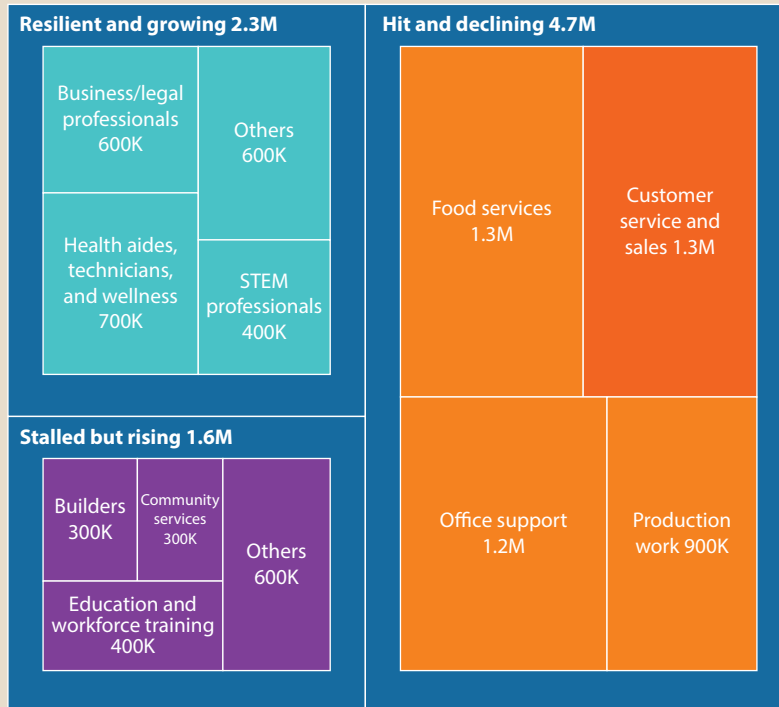 Resilient and growing 2.3M
Business/legal
professionals
600K
Others
600K
Health aides,
technicians,
and wellness
700K
STEM
professionals
400K
Stalled but rising 1.6M
Builders
300K
Community
services
300K
Others
600K
Education and
workforce training
400K
Hit and declining 4.7M
Food services
1.3M
Customer
service and
sales 1.3M
Office support
1.2M
Production
work 900K